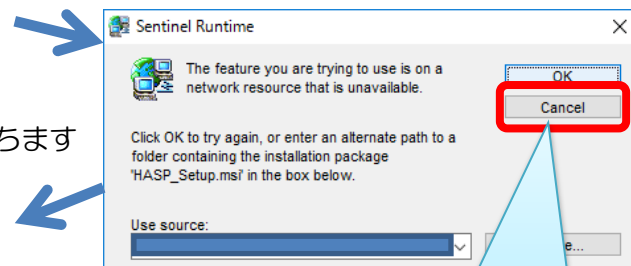 Sentinel Runtime
The feature you are trying to use is on a
network resource that is unavailable.
OK
Cancel
ちます
Click OK to try again, or enter an alternate path to a
folder containing the installation package
'HASP_Setup.msi' in the box below.
Use source:
e...